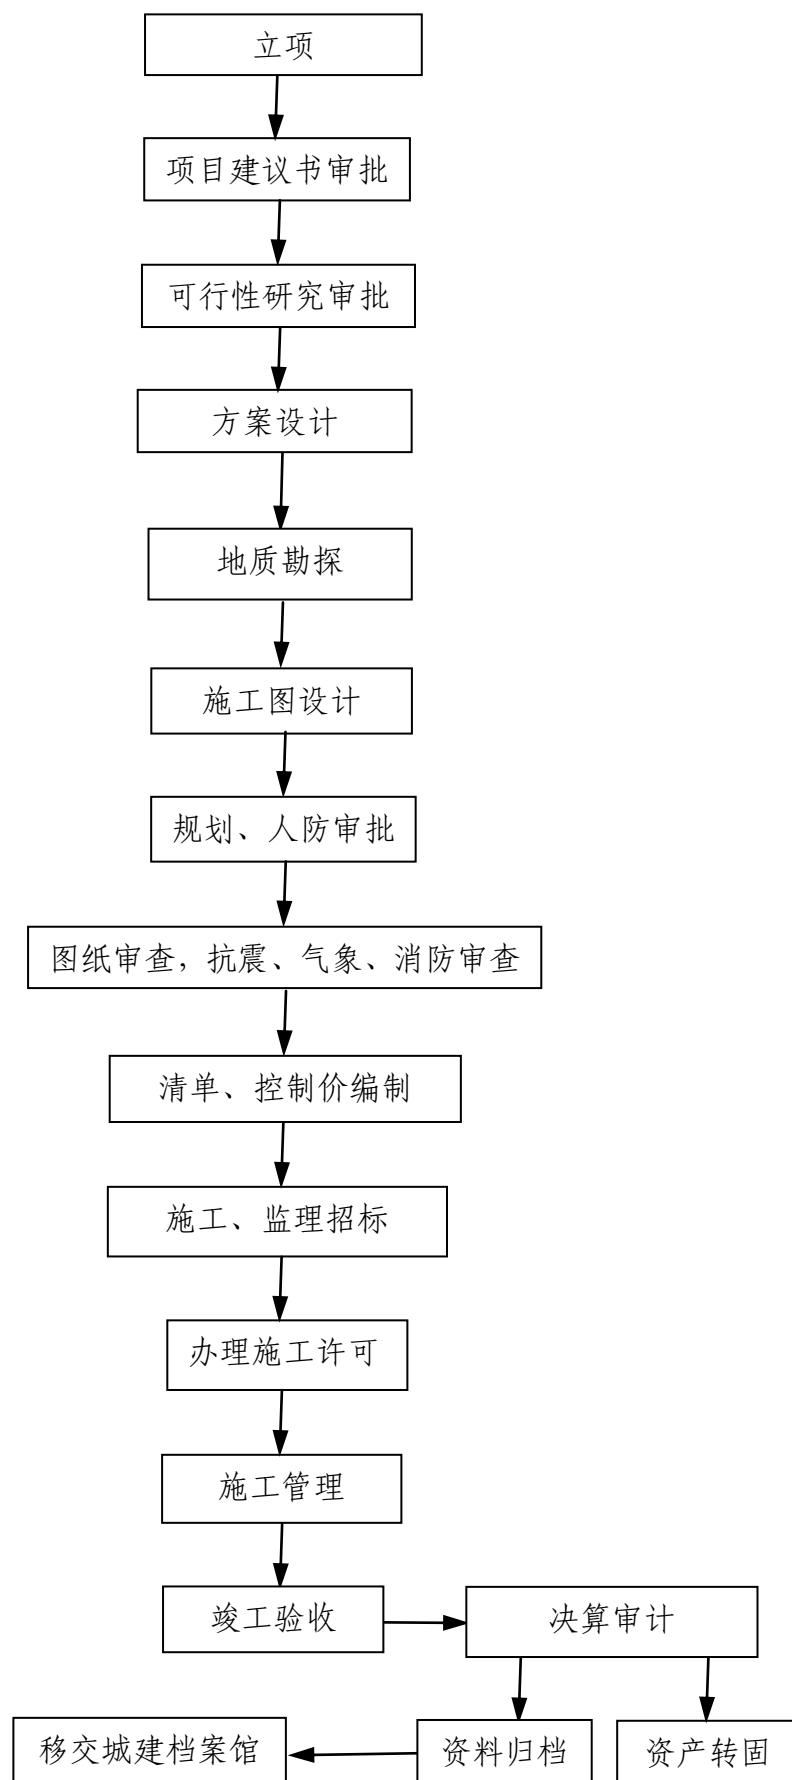 立项
项目建议书审批
可行性研究审批
方案设计
地质勘探
施工图设计
规划、人防审批
图纸审查，抗震、气象、消防审查
清单、控制价编制
施工、监理招标
办理施工许可
施工管理
竣工验收
决算审计
移交城建档案馆
资料归档
资产转固